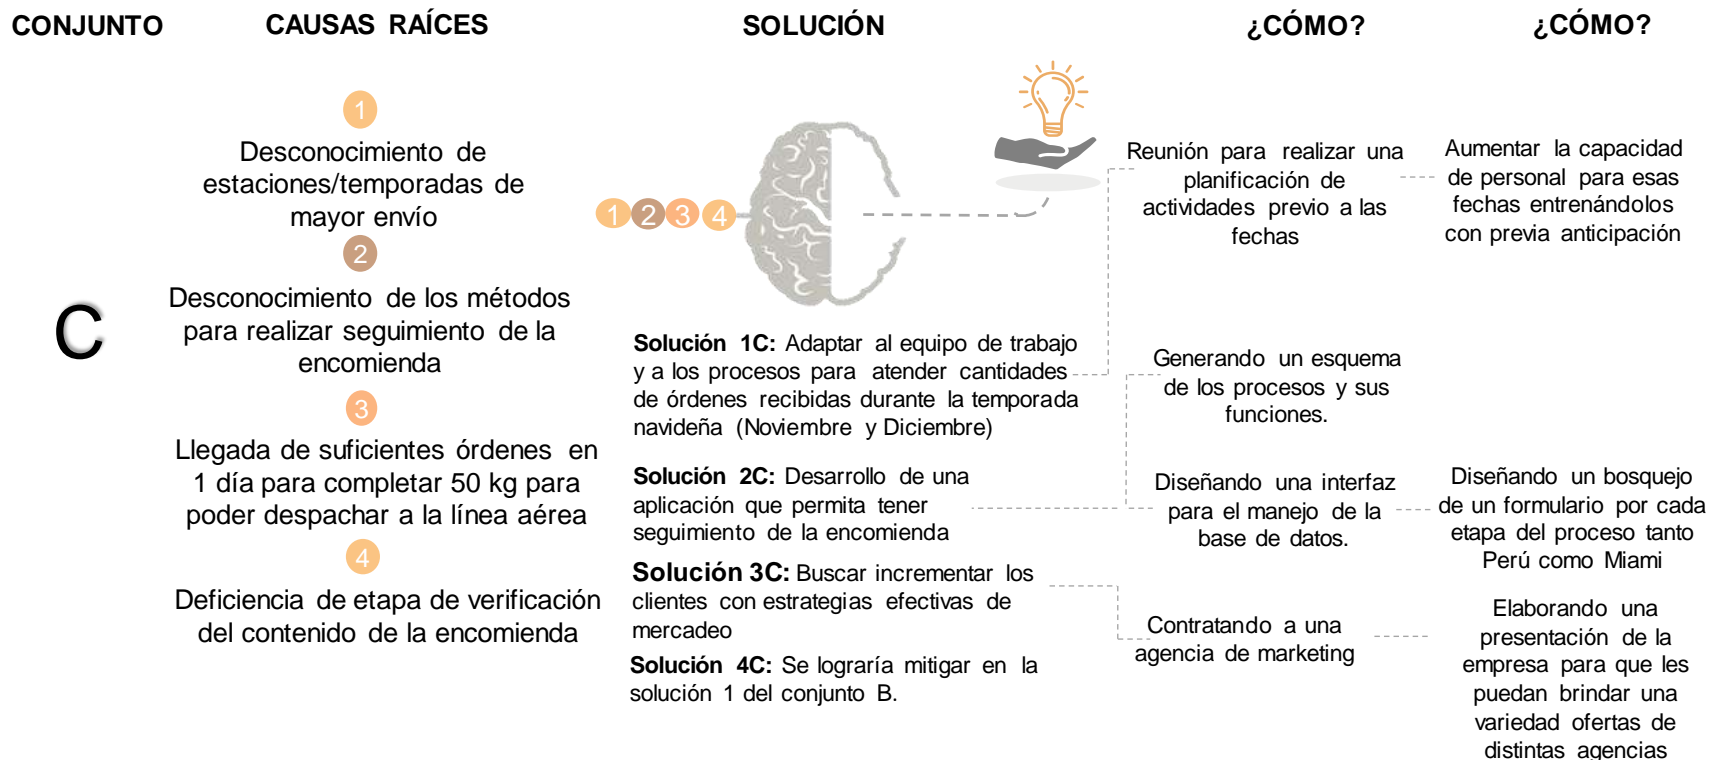 CONJUNTO
CAUSAS RAÍCES
SOLUCIÓN
¿CÓMO?
¿CÓMO?
C
1
Desconocimiento de
estaciones/temporadas de
mayor envío
2
Desconocimiento de los métodos
para realizar seguimiento de la
encomienda
3
Llegada de suficientes órdenes en
1 día para completar 50 kg para
poder despachar a la línea aérea
4
Deficiencia de etapa de verificación
del contenido de la encomienda
1 2 3 4
Solución 1C: Adaptar al equipo de trabajo
y a los procesos para atender cantidades
de órdenes recibidas durante la temporada
navideña (Noviembre y Diciembre)
Solución 2C: Desarrollo de una
aplicación que permita tener
seguimiento de la encomienda
Solución 3C: Buscar incrementar los
clientes con estrategias efectivas de
mercadeo
Solución 4C: Se lograría mitigar en la
solución 1 del conjunto B.
Reunión para realizar una
planificación de
actividades previo a las
fechas
Generando un esquema
de los procesos y sus
funciones.
Diseñando una interfaz
para el manejo de la
base de datos.
Contratando a una
agencia de marketing
Aumentar la capacidad
de personal para esas
fechas entrenándolos
con previa anticipación
Diseñando un bosquejo
de un formulario por cada
etapa del proceso tanto
Perú como Miami
Elaborando una
presentación de la
empresa para que les
puedan brindar una
variedad ofertas de
distintas agencias